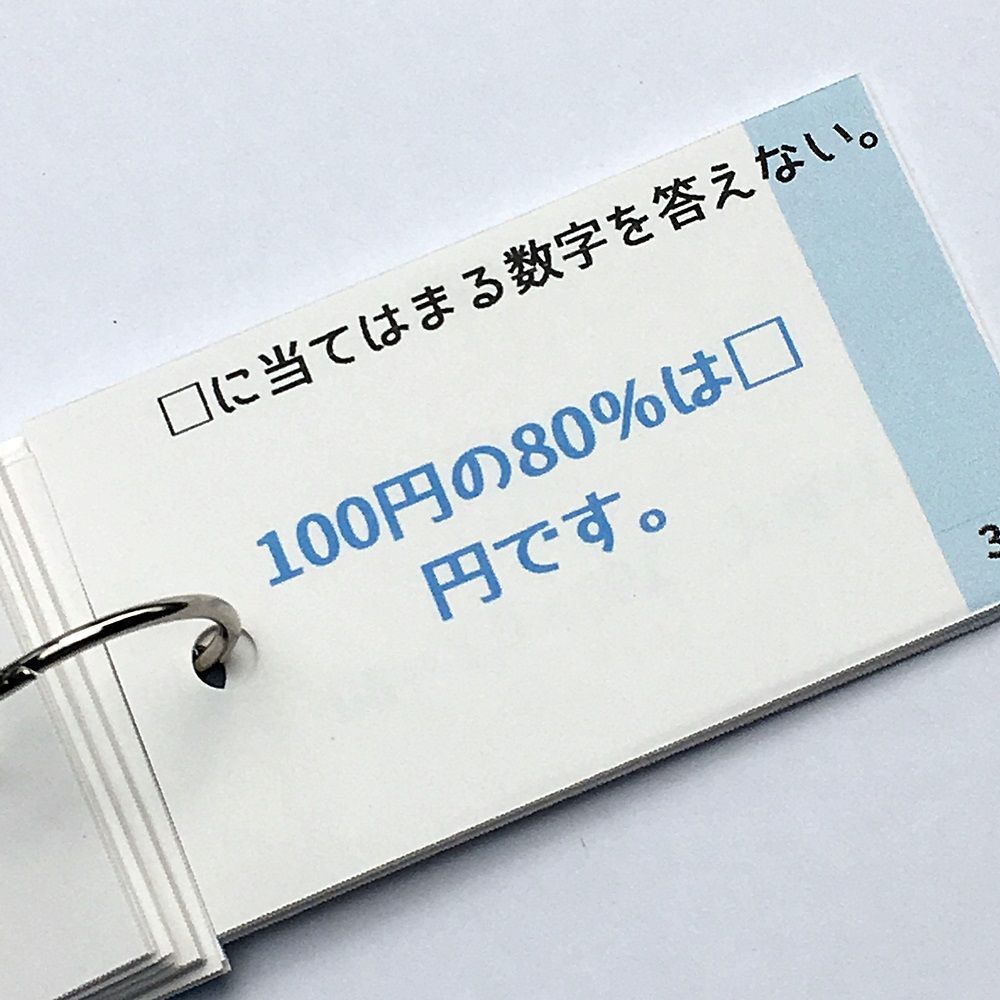 □に当てはまる数字を答えない。
100円の80%は□
円です。
3